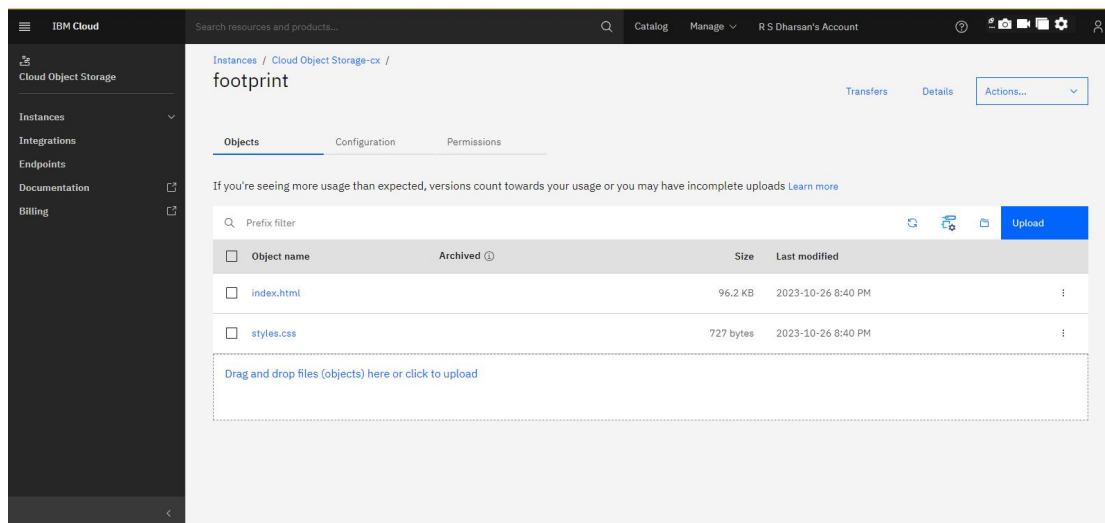 IBM Cloud
Search resources and products...
Catalog
Manage
R S Dharsan's Account
Cloud Object Storage
Instances
Integrations
Endpoints
Documentation
Billing
Instances / Cloud Object Storage-cx /
footprint
Transfers
Details
Actions...
Objects
Configuration
Permissions
If you're seeing more usage than expected, versions count towards your usage or you may have incomplete uploads Learn more
Prefix filter
Upload
Object name Archived Size Last modified
index.html 96.2 KB 2023-10-26 8:40 PM
styles.css 727 bytes 2023-10-26 8:40 PM
Drag and drop files (objects) here or click to upload